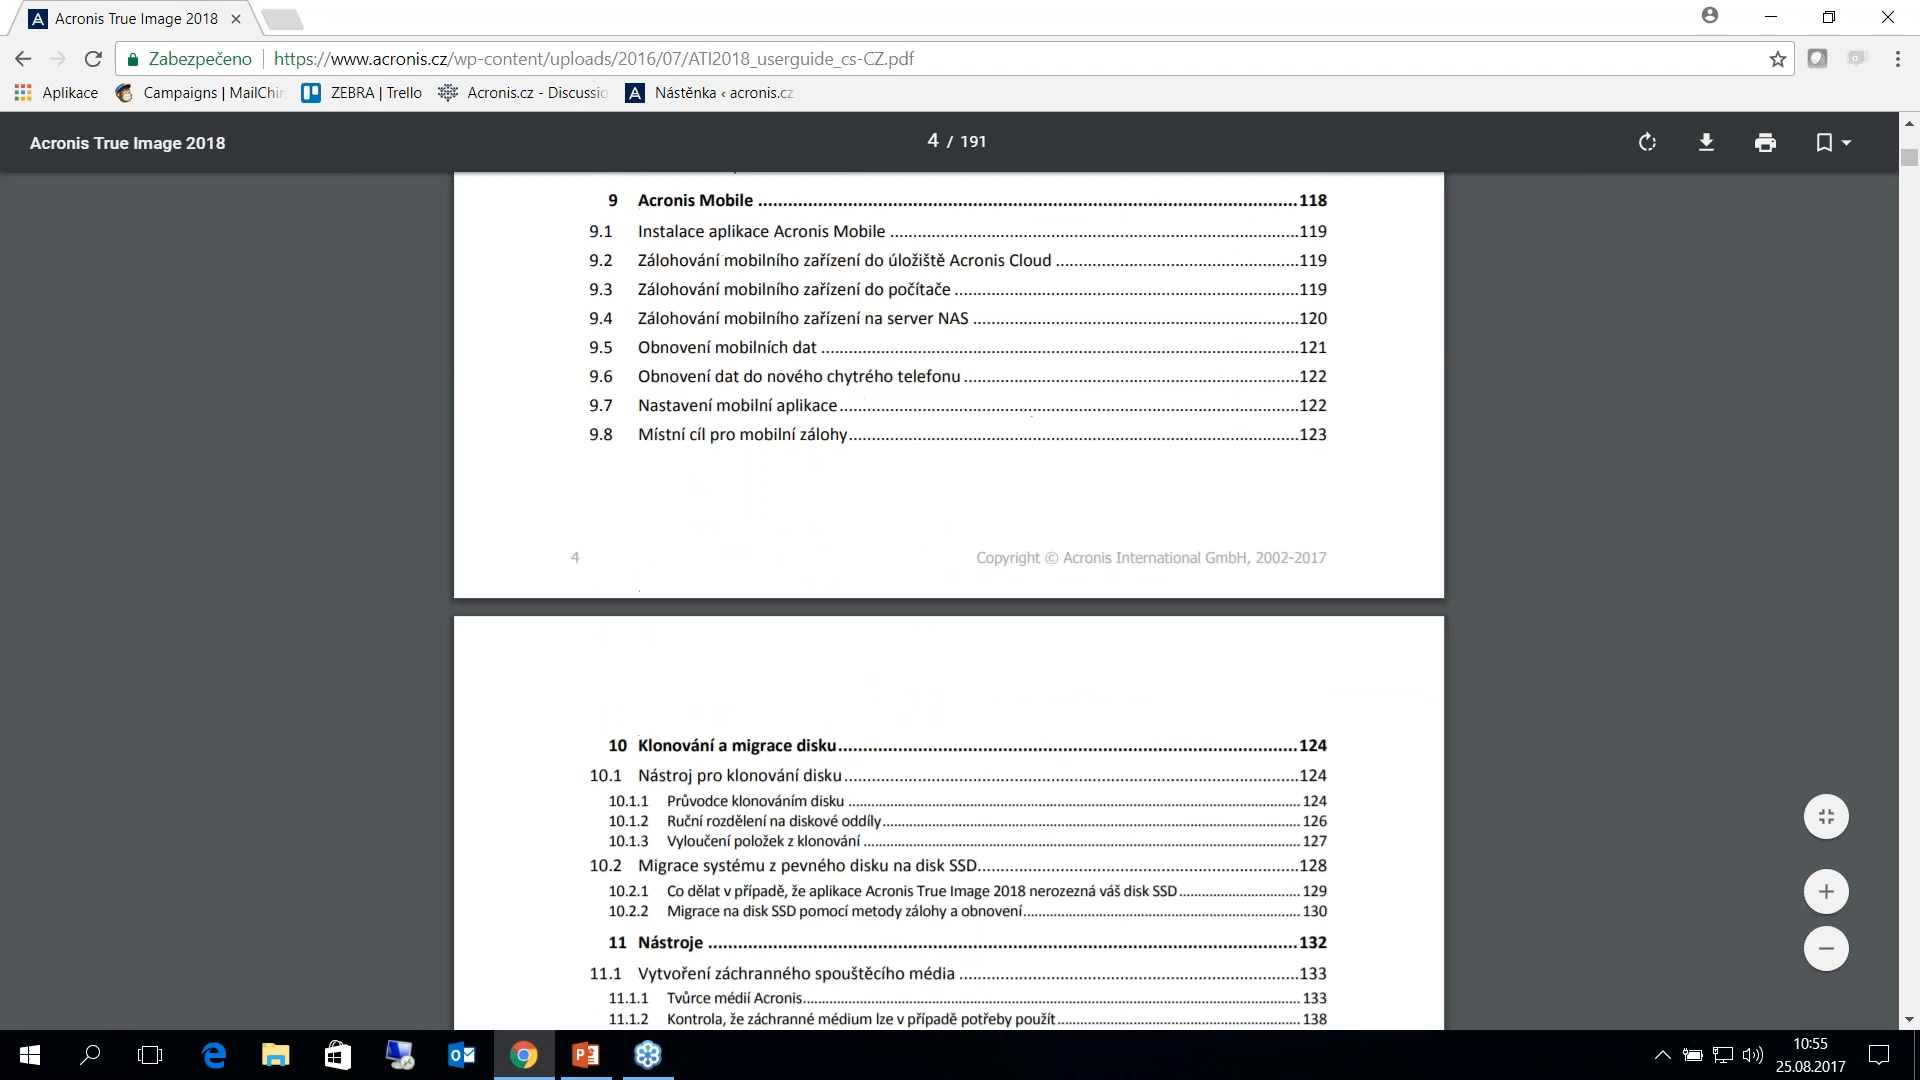 Acronis True Image 2018
Zabezpečeno
https://www.acronis.cz/wp-content/uploads/2016/07/ATI2018_userguide_cs-CZ.pdf
Aplikace
Campaigns | MailChi
ZEBRA | Trello
Acronis.cz - Discussio
Nástěnka ‹ acronis.cz
Acronis True Image 2018
4 / 191
9 Acronis Mobile ................118
9.1 Instalace aplikace Acronis Mobile ................119
9.2 Zálohování mobilního zařízení do úložiště Acronis Cloud ................119
9.3 Zálohování mobilního zařízení do počítače ................119
9.4 Zálohování mobilního zařízení na server NAS ................120
9.5 Obnovení mobilních dat ................121
9.6 Obnovení dat do nového chytrého telefonu ................122
9.7 Nastavení mobilní aplikace ................122
9.8 Místní cíl pro mobilní zálohy ................123
4
Copyright © Acronis International GmbH, 2002-2017
10 Klonování a migrace disku ................124
10.1 Nástroj pro klonování disku ................124
10.1.1 Průvodce klonováním disku ................124
10.1.2 Ruční rozdělení na diskové oddíly ................126
10.1.3 Vyloučení položek z klonování ................127
10.2 Migrace systému z pevného disku na disk SSD ................128
10.2.1 Co dělat v případě, že aplikace Acronis True Image 2018 nerozezná váš disk SSD ................129
10.2.2 Migrace na disk SSD pomocí metody zálohy a obnovení ................130
11 Nástroje ................132
11.1 Vytvoření záchranného spouštěcího média ................133
11.1.1 Tvůrce médií Acronis ................133
11.1.2 Kontrola, že záchranné médium lze v případě potřeby použít ................138
10:55
25.08.2017